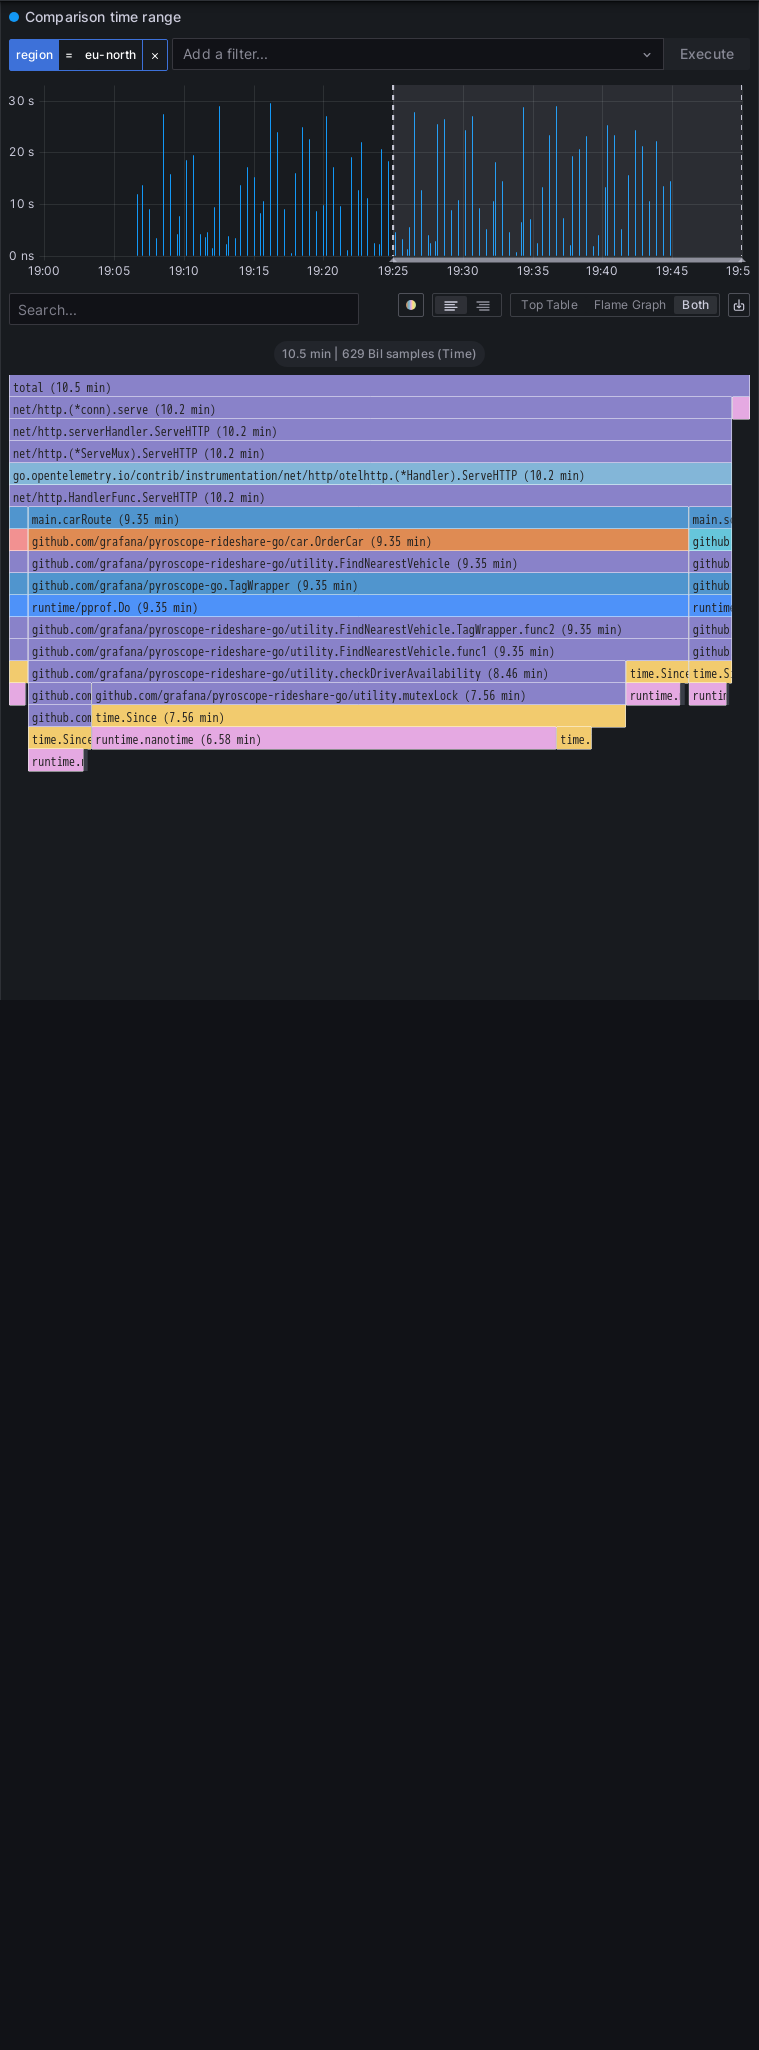 Comparison time range
region = eu-north × Add a filter... Execute
30 s
20 s
10 s
0 ns
19:00 19:05 19:10 19:15 19:20 19:25 19:30 19:35 19:40 19:45 19:5
Search... Top Table Flame Graph Both
10.5 min | 629 Bil samples (Time)
total (10.5 min)
net/http.(*conn).serve (10.2 min)
net/http.serverHandler.ServeHTTP (10.2 min)
net/http.(*ServeMux).ServeHTTP (10.2 min)
go.opentelemetry.io/contrib/instrumentation/net/http/otelhttp.(*Handler).ServeHTTP (10.2 min)
net/http.HandlerFunc.ServeHTTP (10.2 min)
main.carRoute (9.35 min) main.s
github.com/grafana/pyroscope-rideshare-go/car.OrderCar (9.35 min) github
github.com/grafana/pyroscope-rideshare-go/utility.FindNearestVehicle (9.35 min) github
github.com/grafana/pyroscope-go.TagWrapper (9.35 min) github
runtime/pprof.Do (9.35 min) runtime
github.com/grafana/pyroscope-rideshare-go/utility.FindNearestVehicle.TagWrapper.func2 (9.35 min) github
github.com/grafana/pyroscope-rideshare-go/utility.FindNearestVehicle.func1 (9.35 min) github
github.com/grafana/pyroscope-rideshare-go/utility.checkDriverAvailability (8.46 min) time.Since time.S
github.com github.com/grafana/pyroscope-rideshare-go/utility.mutexLock (7.56 min) runtime. runtim
github.com time.Since (7.56 min)
time.Since runtime.nanotime (6.58 min) time.
runtime.n